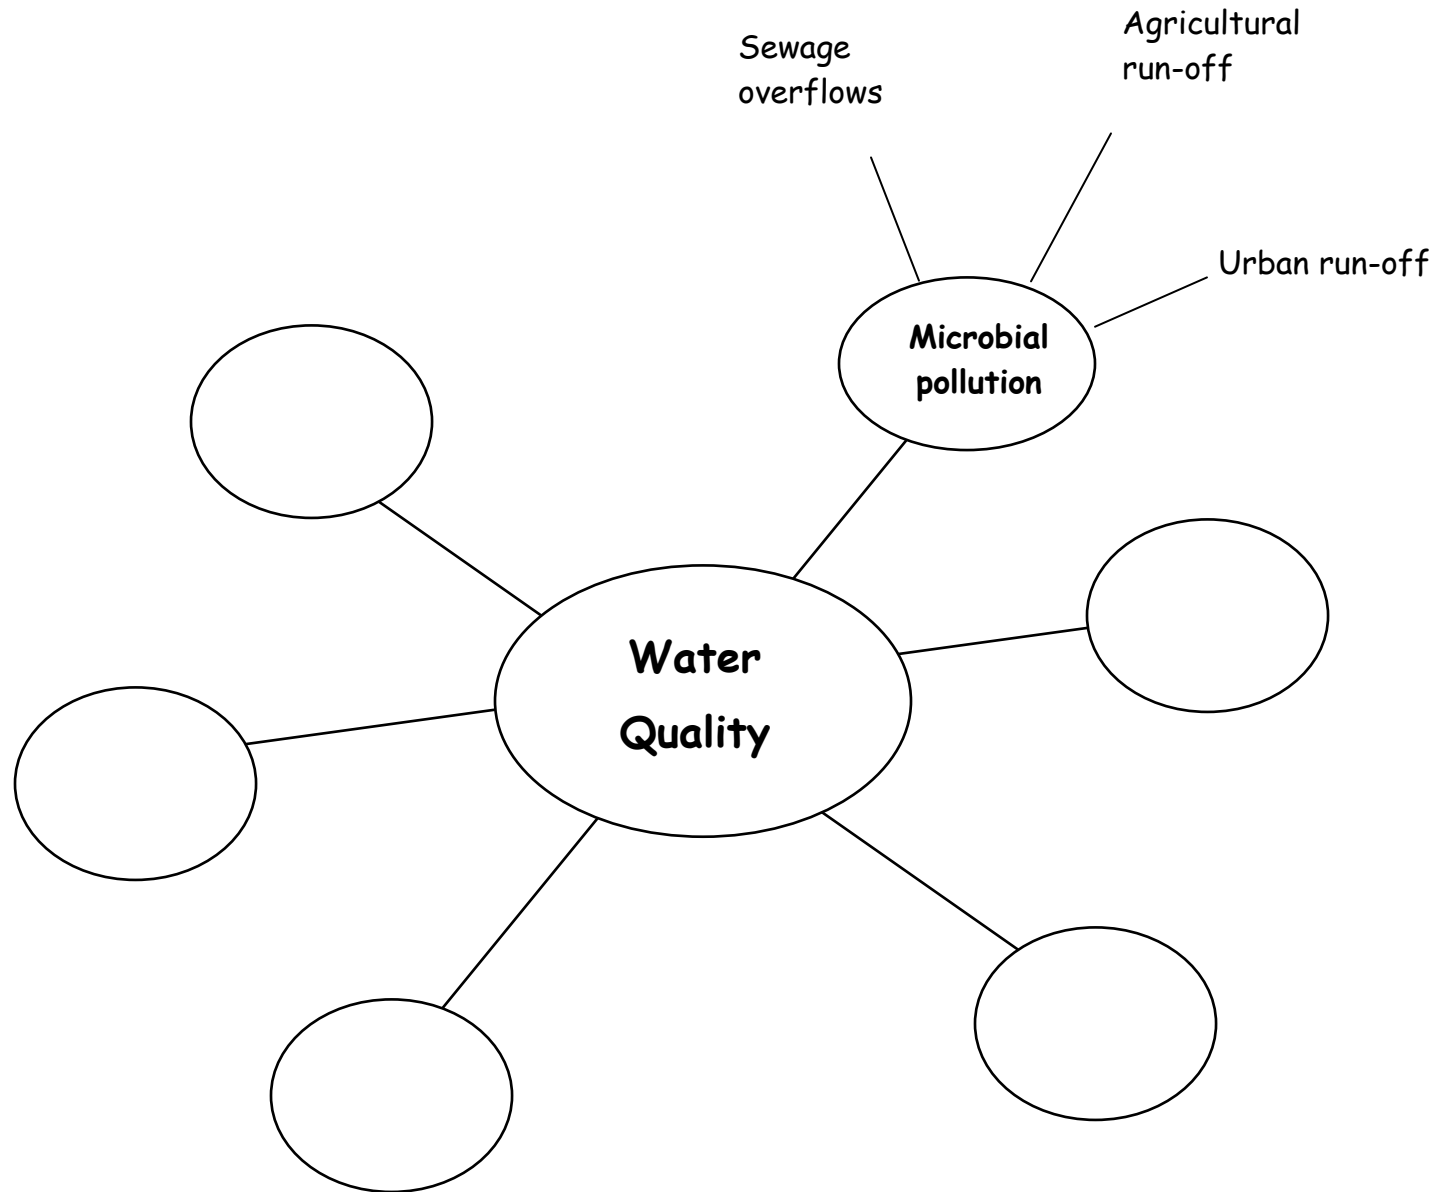 Sewage
overflows
Agricultural
run-off
Urban run-off
Microbial
pollution
Water
Quality